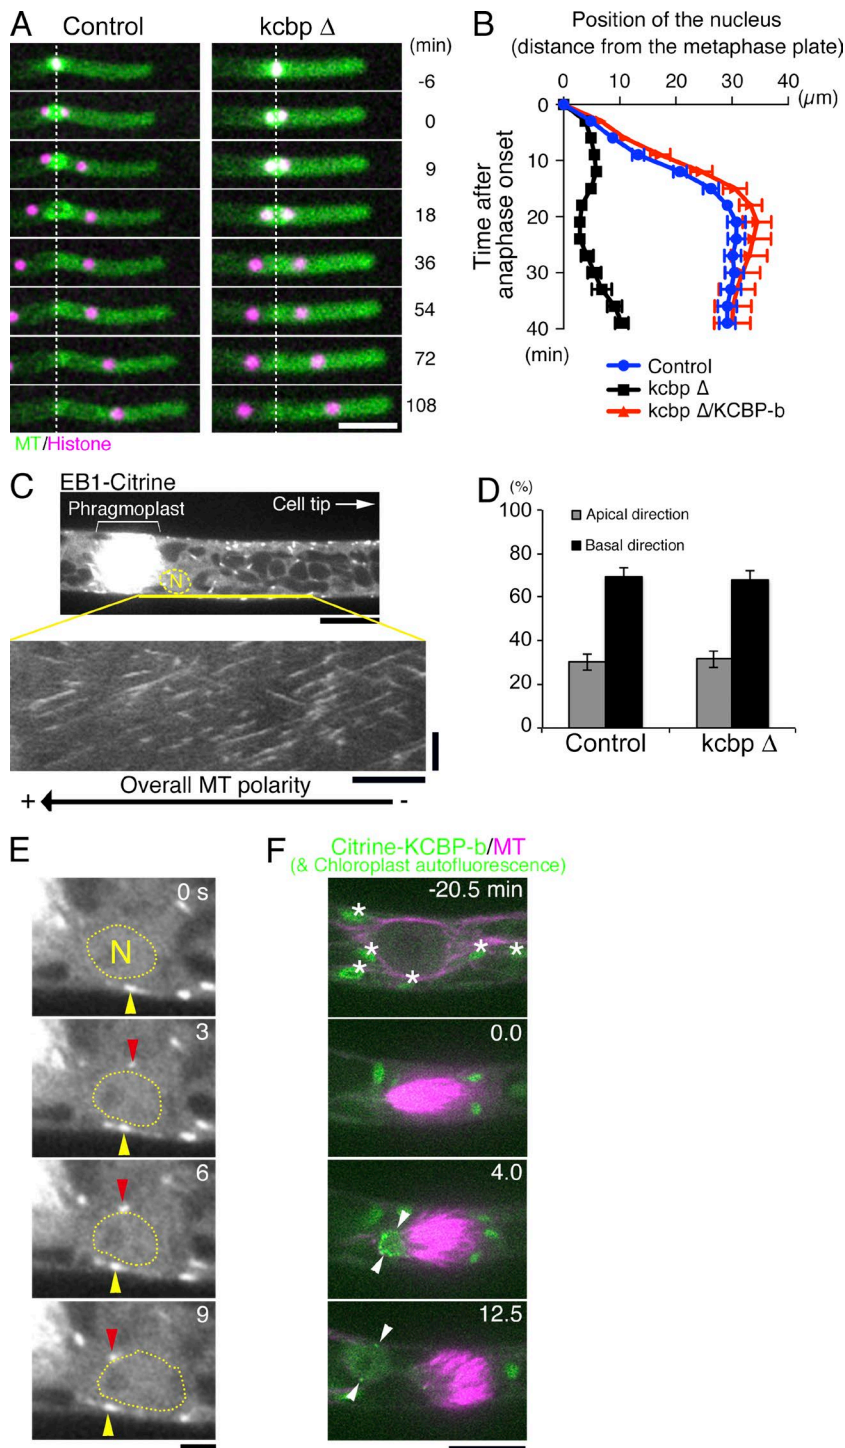 A
Control
kcbp Δ
(min)
-6
0
9
18
36
54
72
108
MT/Histone
B
Position of the nucleus
(distance from the metaphase plate)
0 10 20 30 40 (μm)
0
10
20
30
40
(min)
Time after
anaphase onset
Control
kcbp Δ
kcbp Δ/KCBP-b
C
EB1-Citrine
Phragmoplast
Cell tip
N
Overall MT polarity
+ -
D
(%)
100
80
60
40
20
0
Apical direction
Basal direction
Control kcbp Δ
E
0 s
N
3
6
9
F
Citrine-KCBP-b/MT
(& Chloroplast autofluorescence)
-20.5 min
* * * * * *
0.0
4.0
12.5